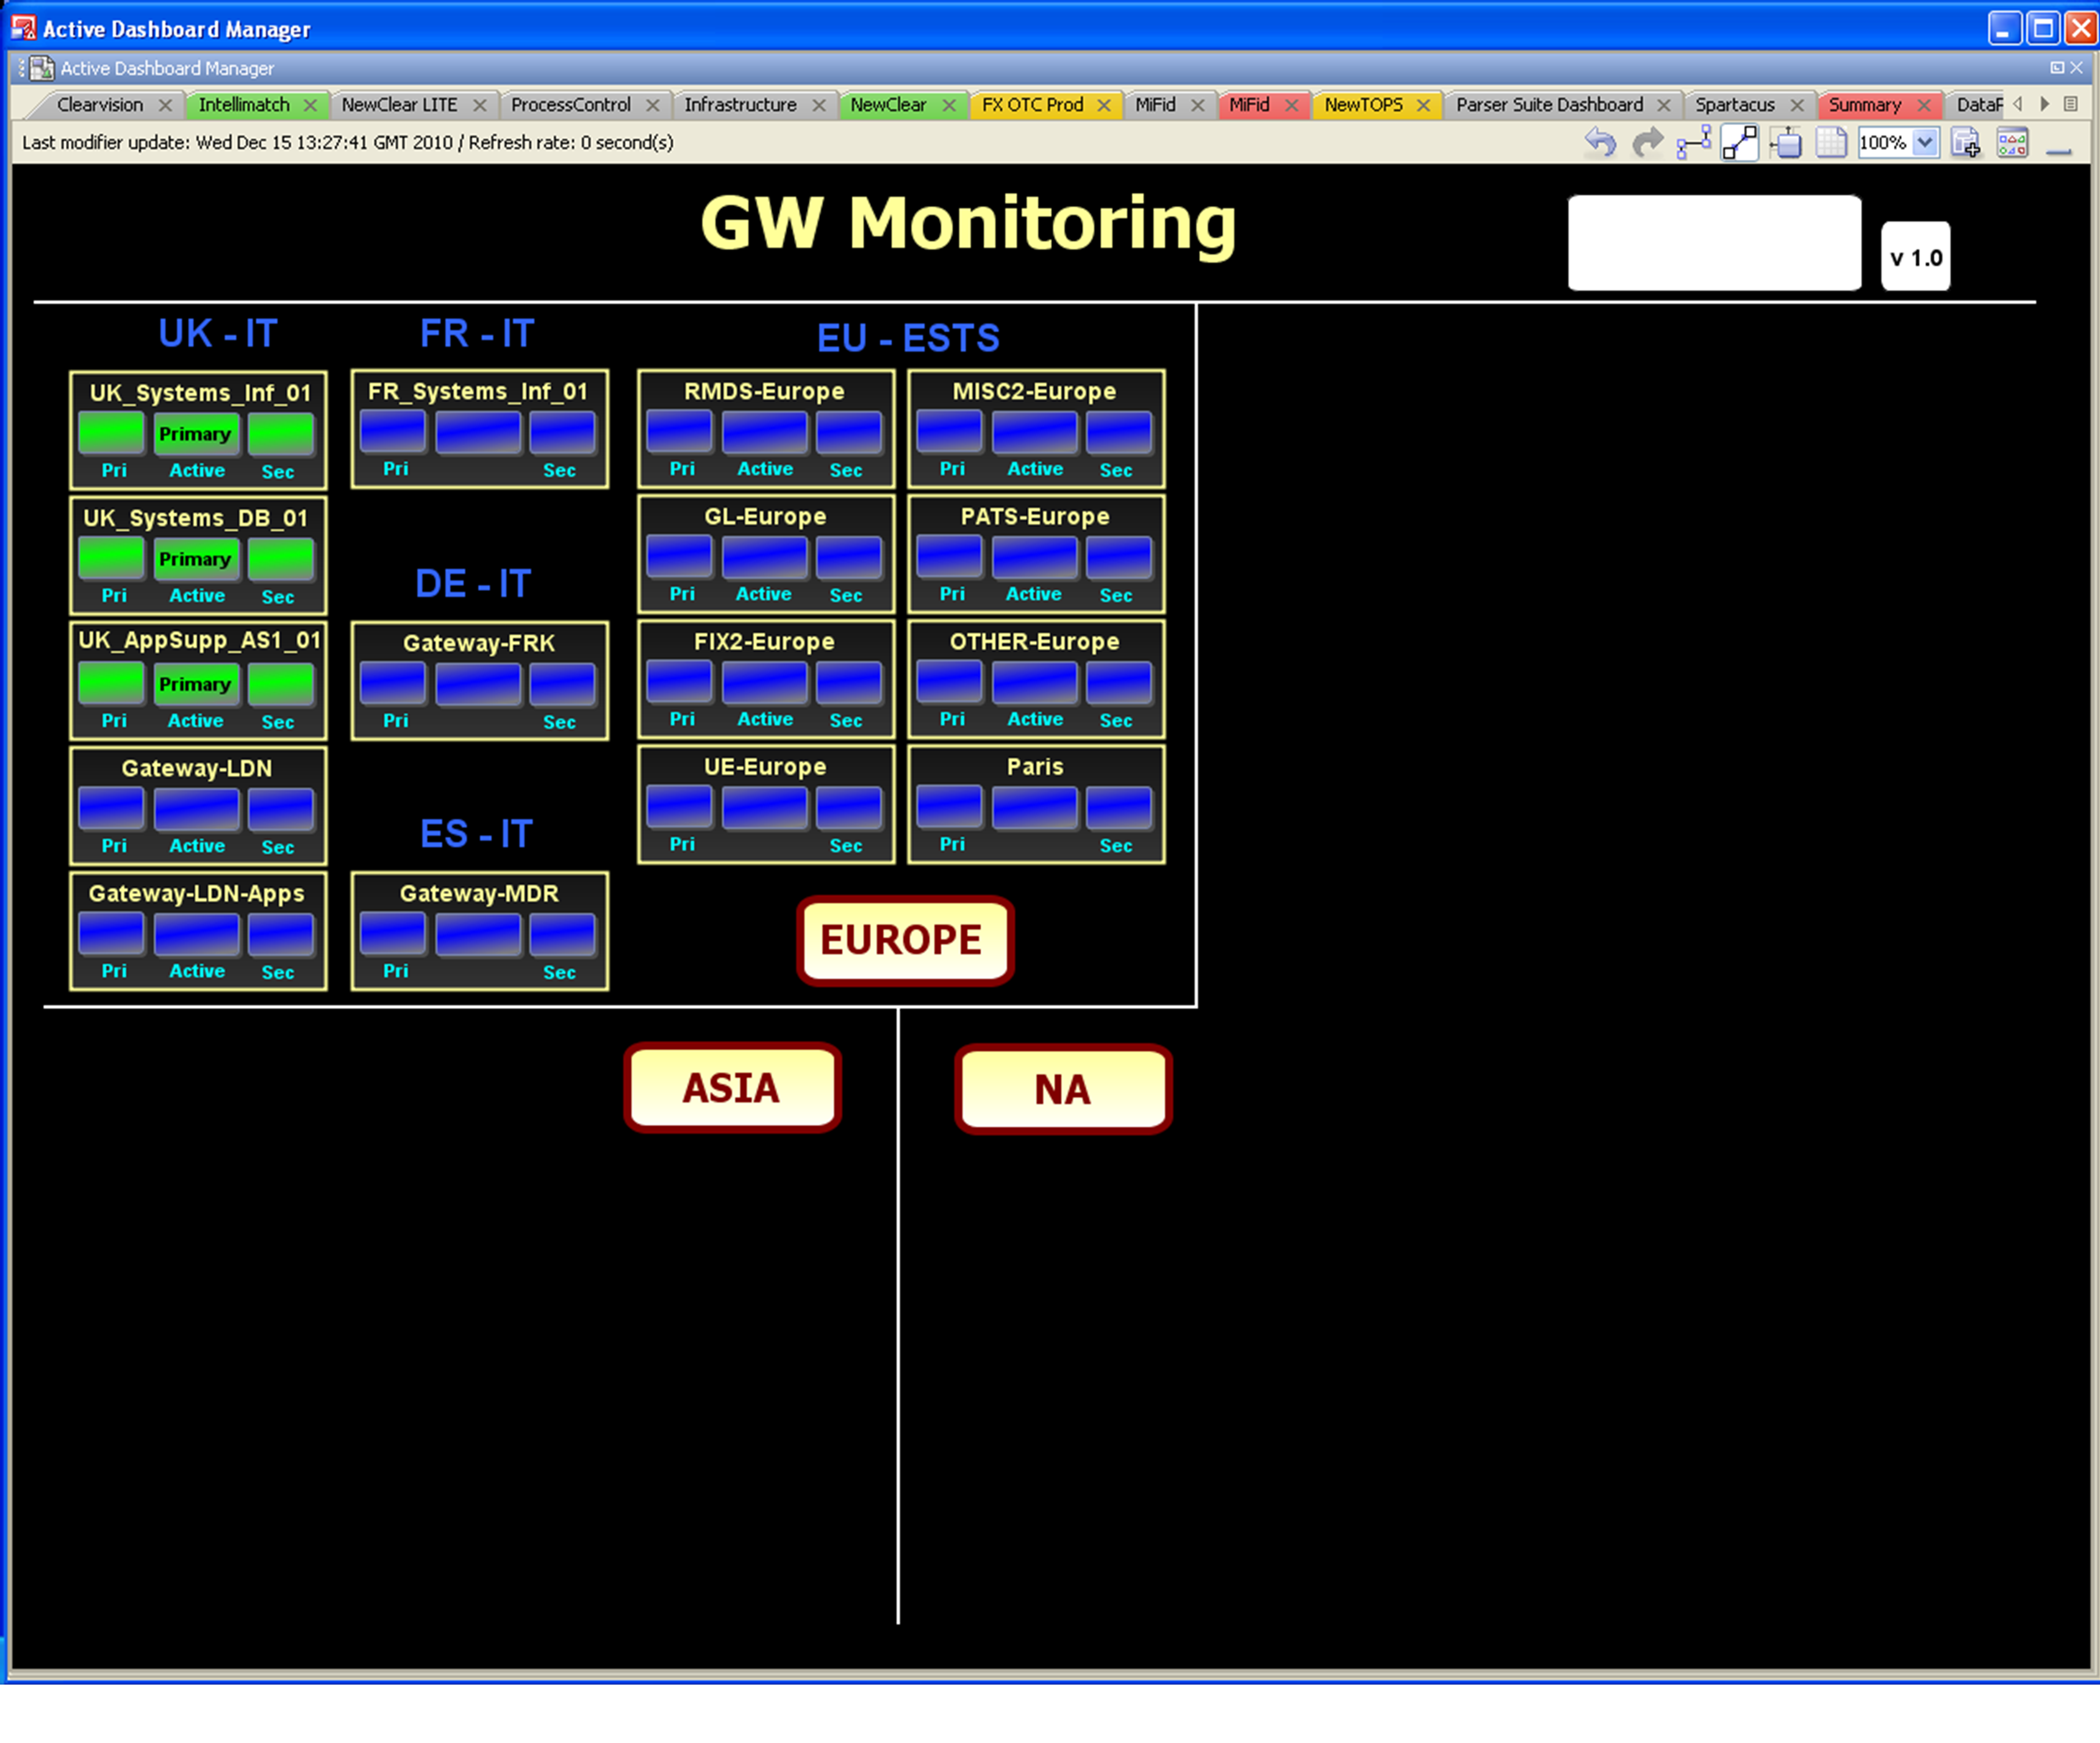 Active Dashboard Manager
Active Dashboard Manager
Clearvision Intellimatch NewClear LITE ProcessControl Infrastructure NewClear FX OTC Prod MiFid MiFid NewTOPS Parser Suite Dashboard Spartacus Summary
Last modifier update: Wed Dec 15 13:27:41 GMT 2010 / Refresh rate: 0 second(s) 100%
GW Monitoring
v 1.0
UK - IT
UK_Systems_Inf_01
Primary
Pri Active Sec
UK_Systems_DB_01
Primary
Pri Active Sec
UK_AppSupp_AS1_01
Primary
Pri Active Sec
Gateway-LDN
Pri Active Sec
Gateway-LDN-Apps
Pri Active Sec
FR - IT
FR_Systems_Inf_01
Pri Sec
DE - IT
Gateway-FRK
Pri Sec
ES - IT
Gateway-MDR
Pri Sec
EU - ESTS
RMDS-Europe
Pri Active Sec
MISC2-Europe
Pri Active Sec
GL-Europe
Pri Active Sec
PATS-Europe
Pri Active Sec
FIX2-Europe
Pri Active Sec
OTHER-Europe
Pri Active Sec
UE-Europe
Pri Sec
Paris
Pri Sec
EUROPE
ASIA
NA